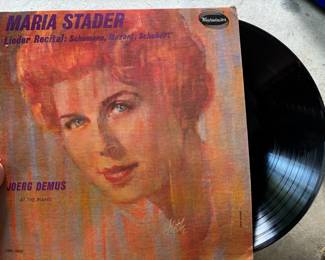 MARIA STADER
Westminster
Lieder Recital: Schumann, Mozart, Schubert
JOERG DEMUS
AT THE PIANO